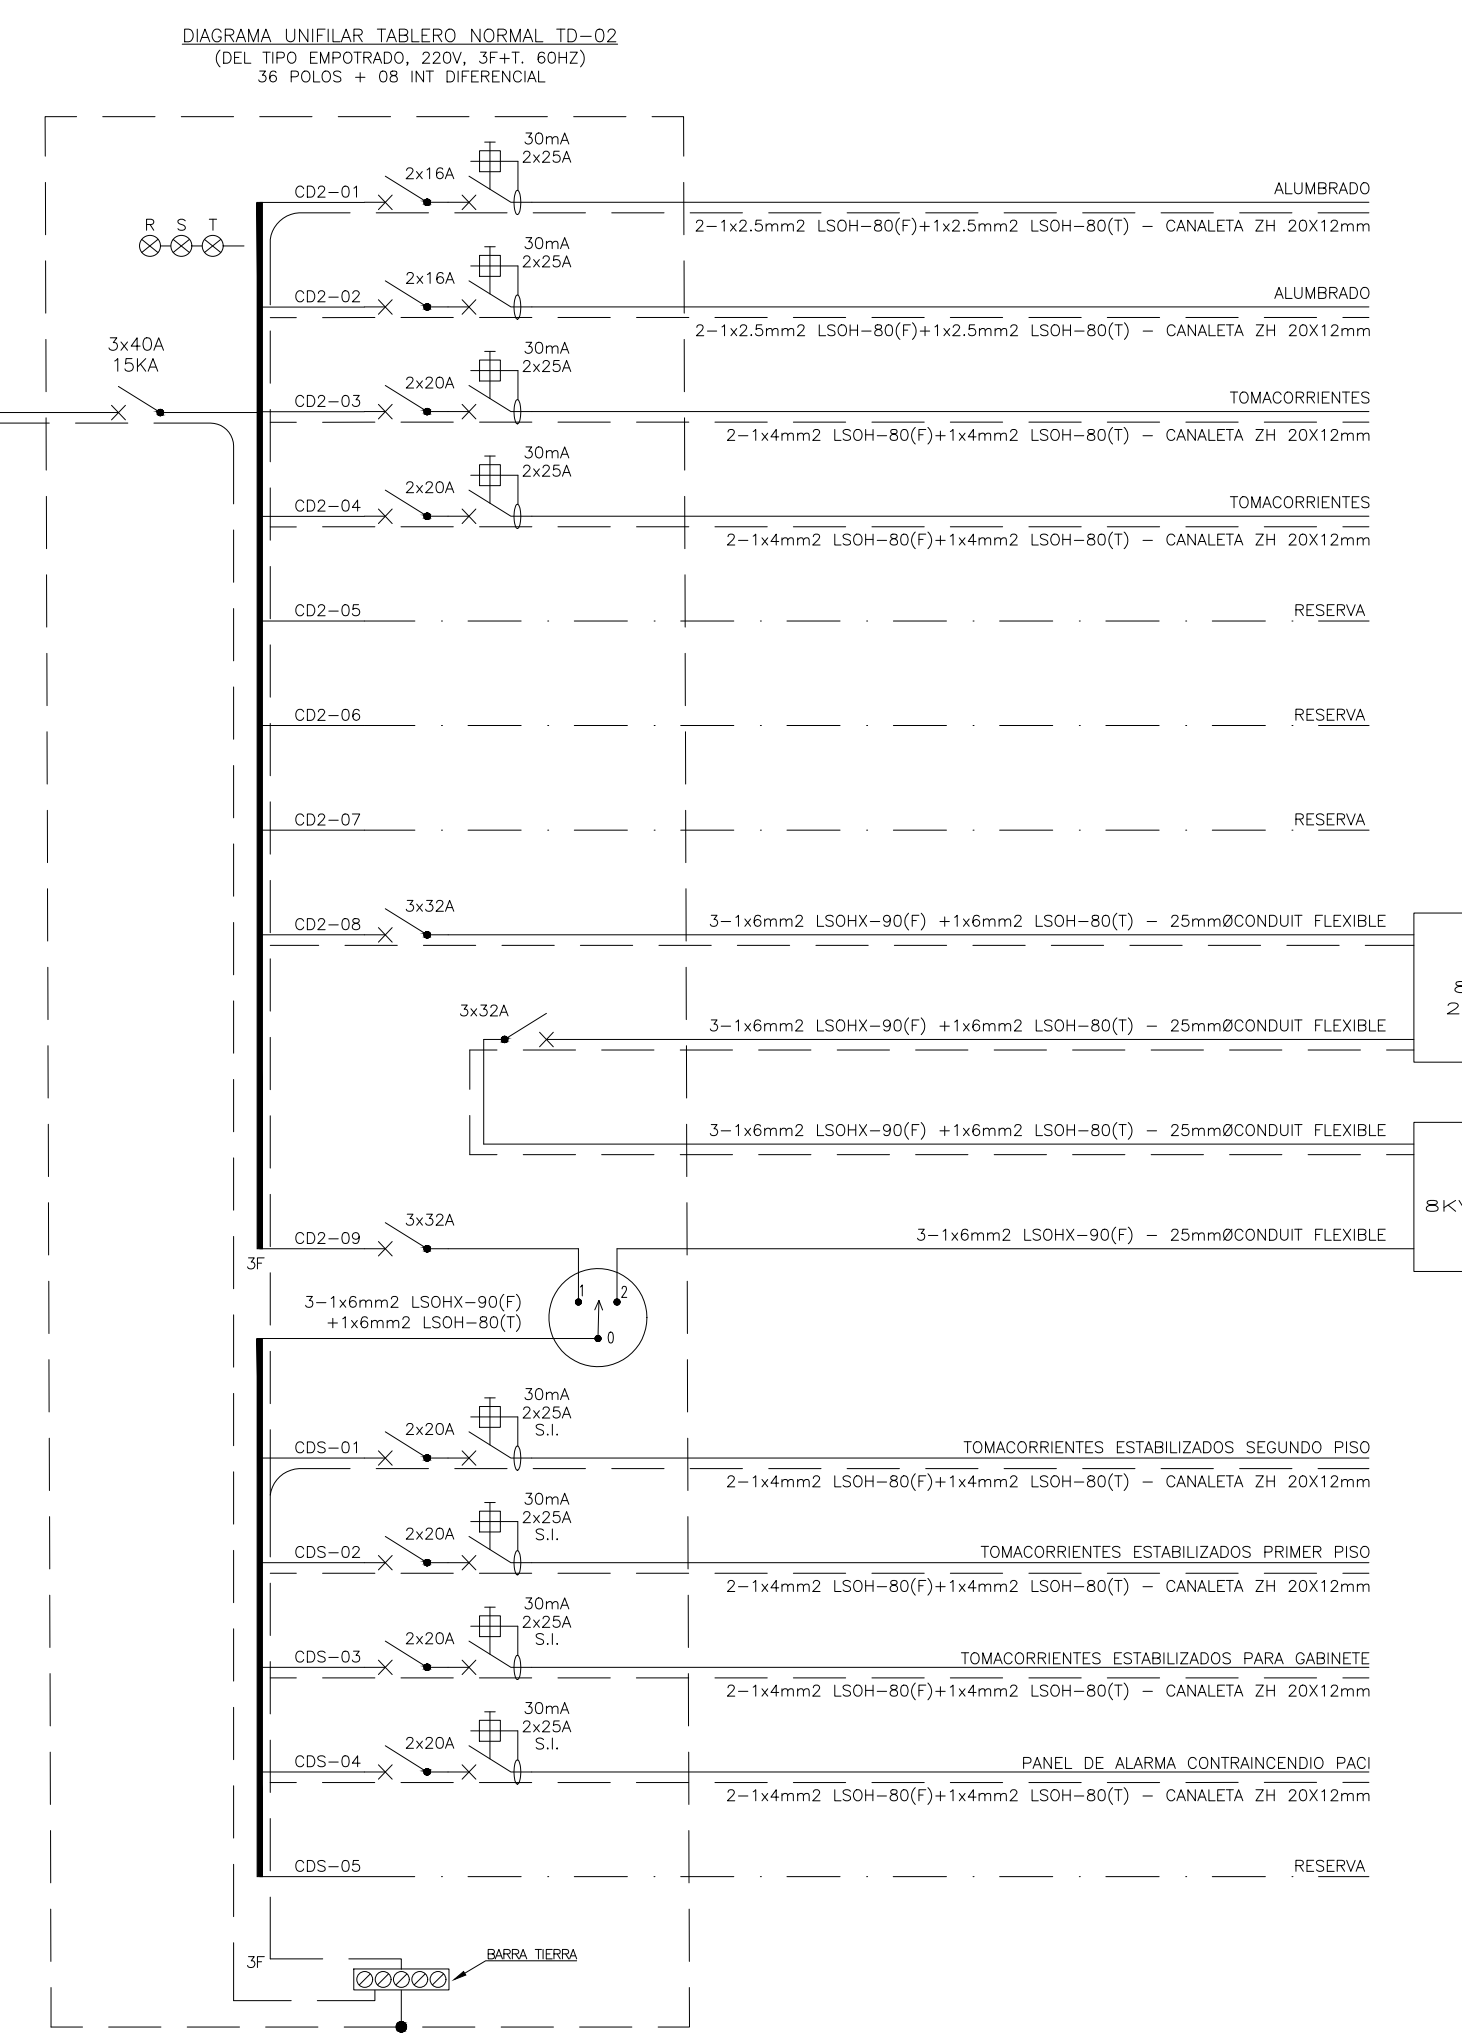 DIAGRAMA UNIFILAR TABLERO NORMAL TD-02
(DEL TIPO EMPOTRADO, 220V, 3F+T. 60HZ)
36 POLOS + 08 INT DIFERENCIAL
30mA
2x25A
2x16A
CD2-01
ALUMBRADO
2-1x2.5mm2 LSOH-80(F)+1x2.5mm2 LSOH-80(T) - CANALETA ZH 20X12mm
R S T
30mA
2x25A
2x16A
CD2-02
ALUMBRADO
2-1x2.5mm2 LSOH-80(F)+1x2.5mm2 LSOH-80(T) - CANALETA ZH 20X12mm
3x40A
15KA
30mA
2x25A
2x20A
CD2-03
TOMACORRIENTES
2-1x4mm2 LSOH-80(F)+1x4mm2 LSOH-80(T) - CANALETA ZH 20X12mm
30mA
2x25A
2x20A
CD2-04
TOMACORRIENTES
2-1x4mm2 LSOH-80(F)+1x4mm2 LSOH-80(T) - CANALETA ZH 20X12mm
CD2-05
RESERVA
CD2-06
RESERVA
CD2-07
RESERVA
3x32A
CD2-08
3-1x6mm2 LSOHX-90(F) +1x6mm2 LSOH-80(T) - 25mmØCONDUIT FLEXIBLE
8
2
3x32A
3-1x6mm2 LSOHX-90(F) +1x6mm2 LSOH-80(T) - 25mmØCONDUIT FLEXIBLE
3-1x6mm2 LSOHX-90(F) +1x6mm2 LSOH-80(T) - 25mmØCONDUIT FLEXIBLE
8KV
3x32A
CD2-09
3-1x6mm2 LSOHX-90(F) - 25mmØCONDUIT FLEXIBLE
3F
1 2
0
3-1x6mm2 LSOHX-90(F)
+1x6mm2 LSOH-80(T)
30mA
2x25A
S.I.
2x20A
CDS-01
TOMACORRIENTES ESTABILIZADOS SEGUNDO PISO
2-1x4mm2 LSOH-80(F)+1x4mm2 LSOH-80(T) - CANALETA ZH 20X12mm
30mA
2x25A
S.I.
2x20A
CDS-02
TOMACORRIENTES ESTABILIZADOS PRIMER PISO
2-1x4mm2 LSOH-80(F)+1x4mm2 LSOH-80(T) - CANALETA ZH 20X12mm
30mA
2x25A
S.I.
2x20A
CDS-03
TOMACORRIENTES ESTABILIZADOS PARA GABINETE
2-1x4mm2 LSOH-80(F)+1x4mm2 LSOH-80(T) - CANALETA ZH 20X12mm
30mA
2x25A
S.I.
2x20A
CDS-04
PANEL DE ALARMA CONTRAINCENDIO PACI
2-1x4mm2 LSOH-80(F)+1x4mm2 LSOH-80(T) - CANALETA ZH 20X12mm
CDS-05
RESERVA
3F
BARRA TIERRA